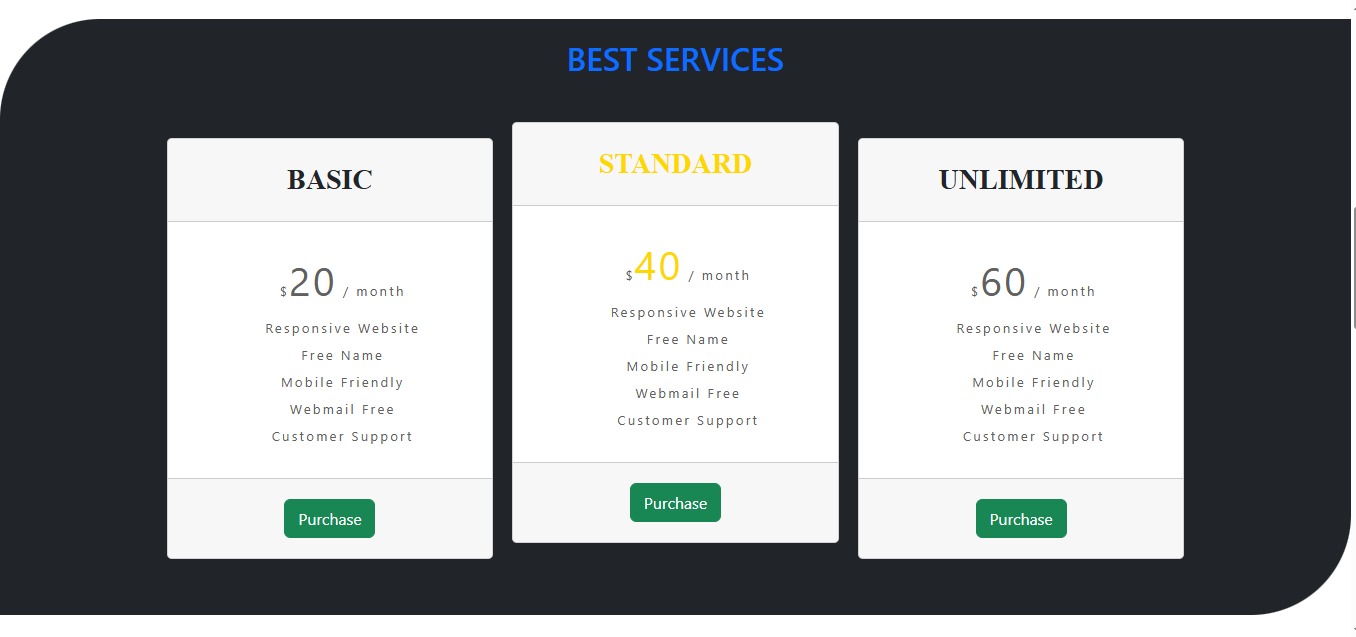 BEST SERVICES
BASIC
$20 / month
Responsive Website
Free Name
Mobile Friendly
Webmail Free
Customer Support
Purchase
STANDARD
$40 / month
Responsive Website
Free Name
Mobile Friendly
Webmail Free
Customer Support
Purchase
UNLIMITED
$60 / month
Responsive Website
Free Name
Mobile Friendly
Webmail Free
Customer Support
Purchase